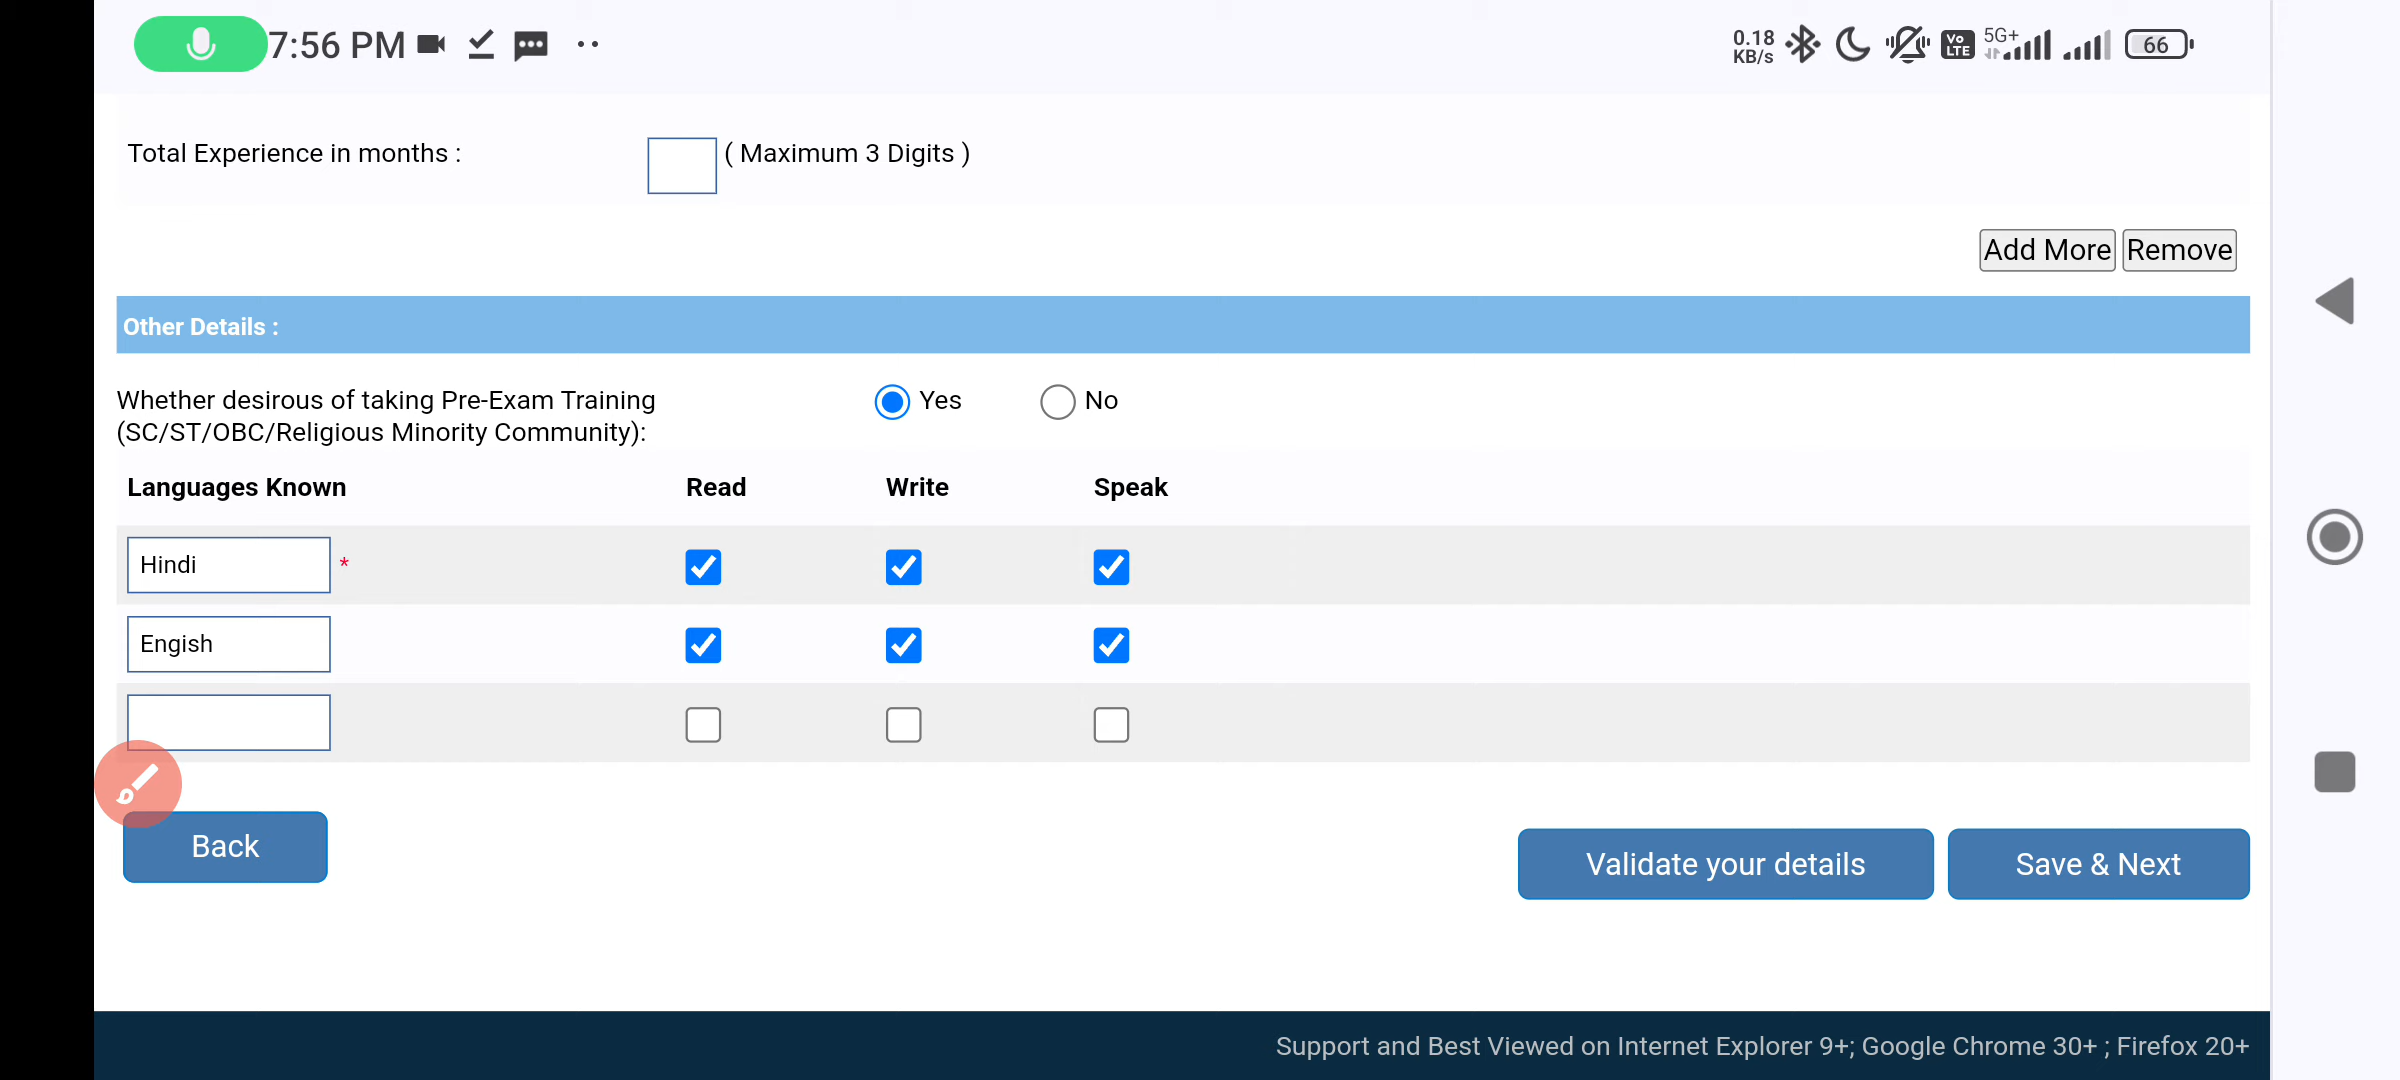 7:56 PM
0.18
KB/s
Vo
LTE
5G+
66
Total Experience in months :
( Maximum 3 Digits )
Add More Remove
Other Details :
Whether desirous of taking Pre-Exam Training
(SC/ST/OBC/Religious Minority Community):
Yes No
Languages Known Read Write Speak
Hindi *
Engish
Back
Validate your details Save & Next
Support and Best Viewed on Internet Explorer 9+; Google Chrome 30+ ; Firefox 20+